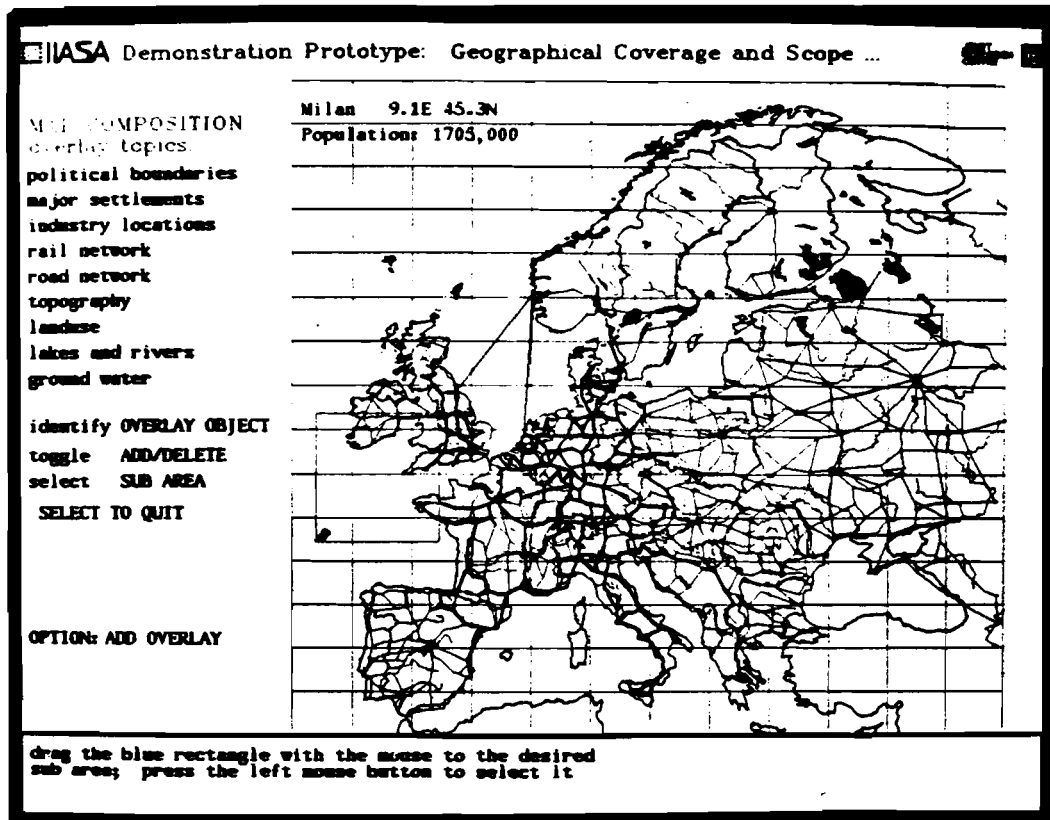 IIASA Demonstration Prototype: Geographical Coverage and Scope ...
Milan 9.1E 45.3N
Population: 1705,000
MAP COMPOSITION
overlay topics
political boundaries
major settlements
industry locations
rail network
road network
topography
landuse
lakes and rivers
ground water
identify OVERLAY OBJECT
toggle ADD/DELETE
select SUB AREA
SELECT TO QUIT
OPTION: ADD OVERLAY
drag the blue rectangle with the mouse to the desired
sub area; press the left mouse button to select it